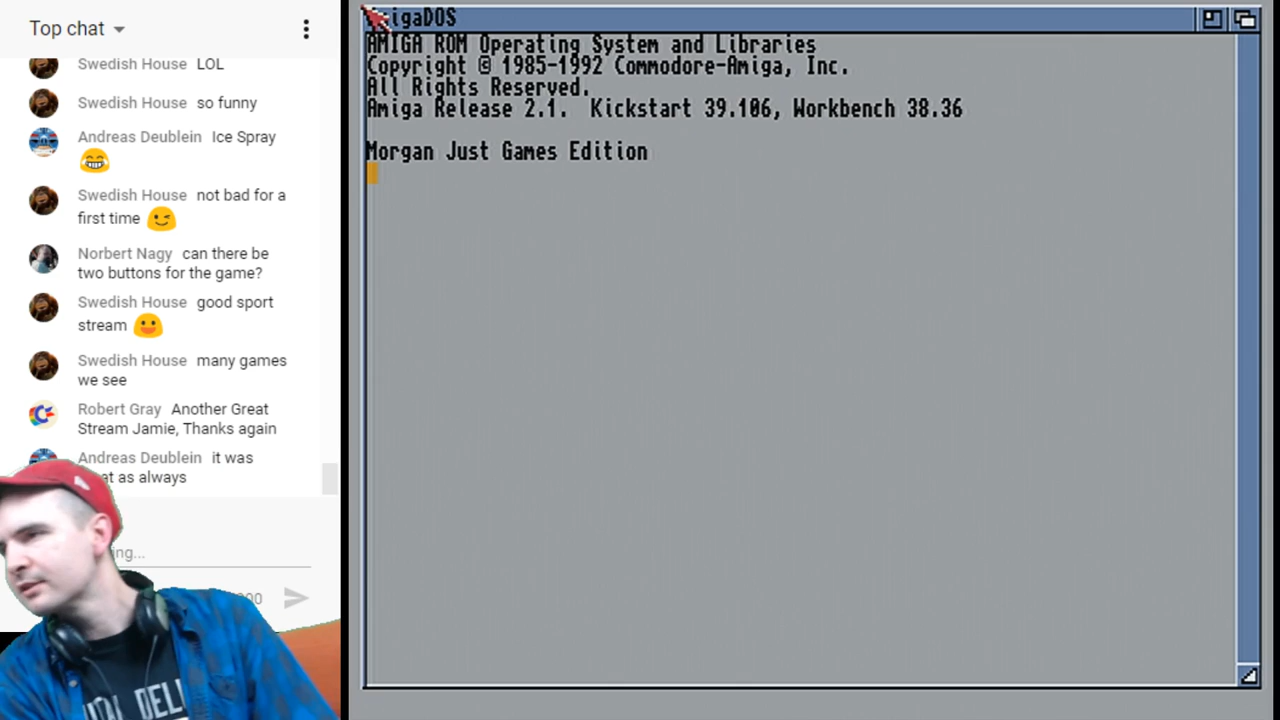 Top chat
Swedish House LOL
Swedish House so funny
Andreas Deublein Ice Spray
Swedish House not bad for a
first time
Norbert Nagy can there be
two buttons for the game?
Swedish House good sport
stream
Swedish House many games
we see
Robert Gray Another Great
Stream Jamie, Thanks again
Andreas Deublein it was
as always
AMIGA ROM Operating System and Libraries
Copyright © 1985-1992 Commodore-Amiga, Inc.
All Rights Reserved.
Amiga Release 2.1. Kickstart 39.106, Workbench 38.36
Morgan Just Games Edition